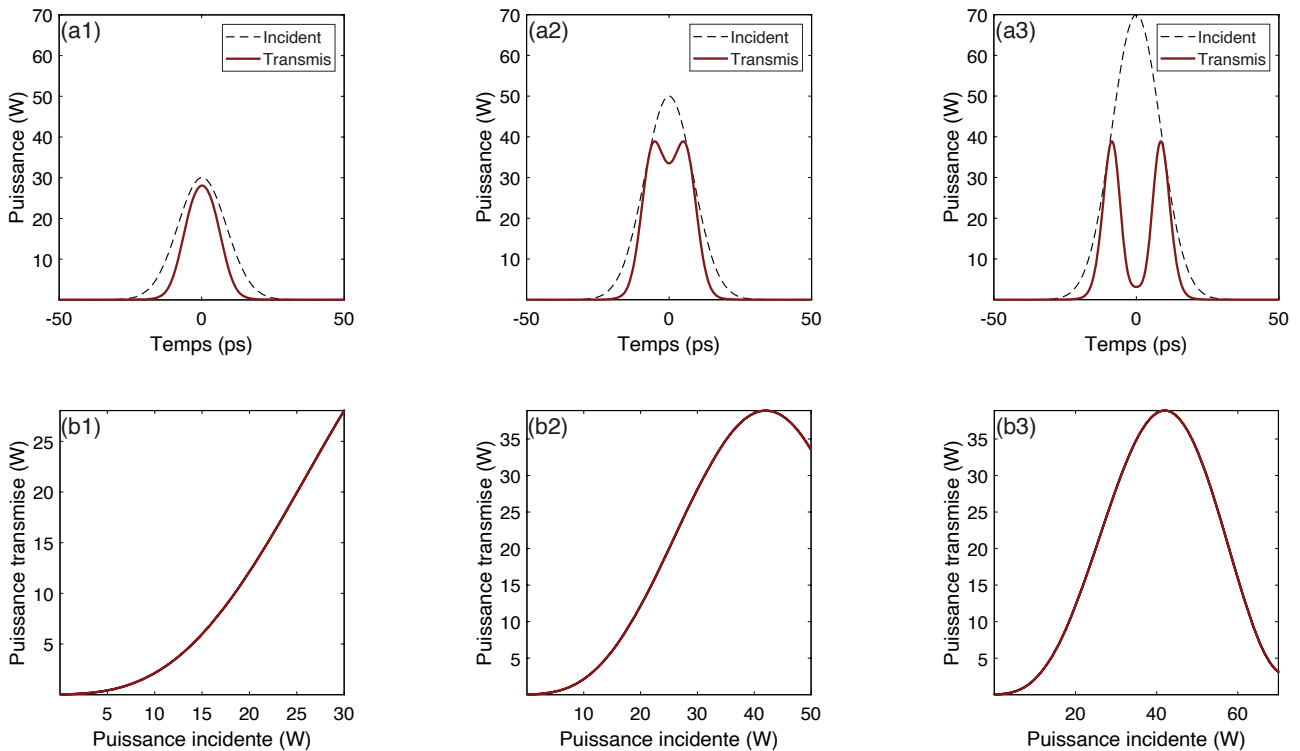 (a1)
Incident
Transmis
70
60
50
40
30
20
10
Puissance (W)
-50
0
50
Temps (ps)
(a2)
Incident
Transmis
70
60
50
40
30
20
10
Puissance (W)
-50
0
50
Temps (ps)
(a3)
Incident
Transmis
70
60
50
40
30
20
10
Puissance (W)
-50
0
50
Temps (ps)
(b1)
25
20
15
10
5
Puissance transmise (W)
5
10
15
20
25
30
Puissance incidente (W)
(b2)
35
30
25
20
15
10
5
Puissance transmise (W)
10
20
30
40
50
Puissance incidente (W)
(b3)
35
30
25
20
15
10
5
Puissance transmise (W)
20
40
60
Puissance incidente (W)